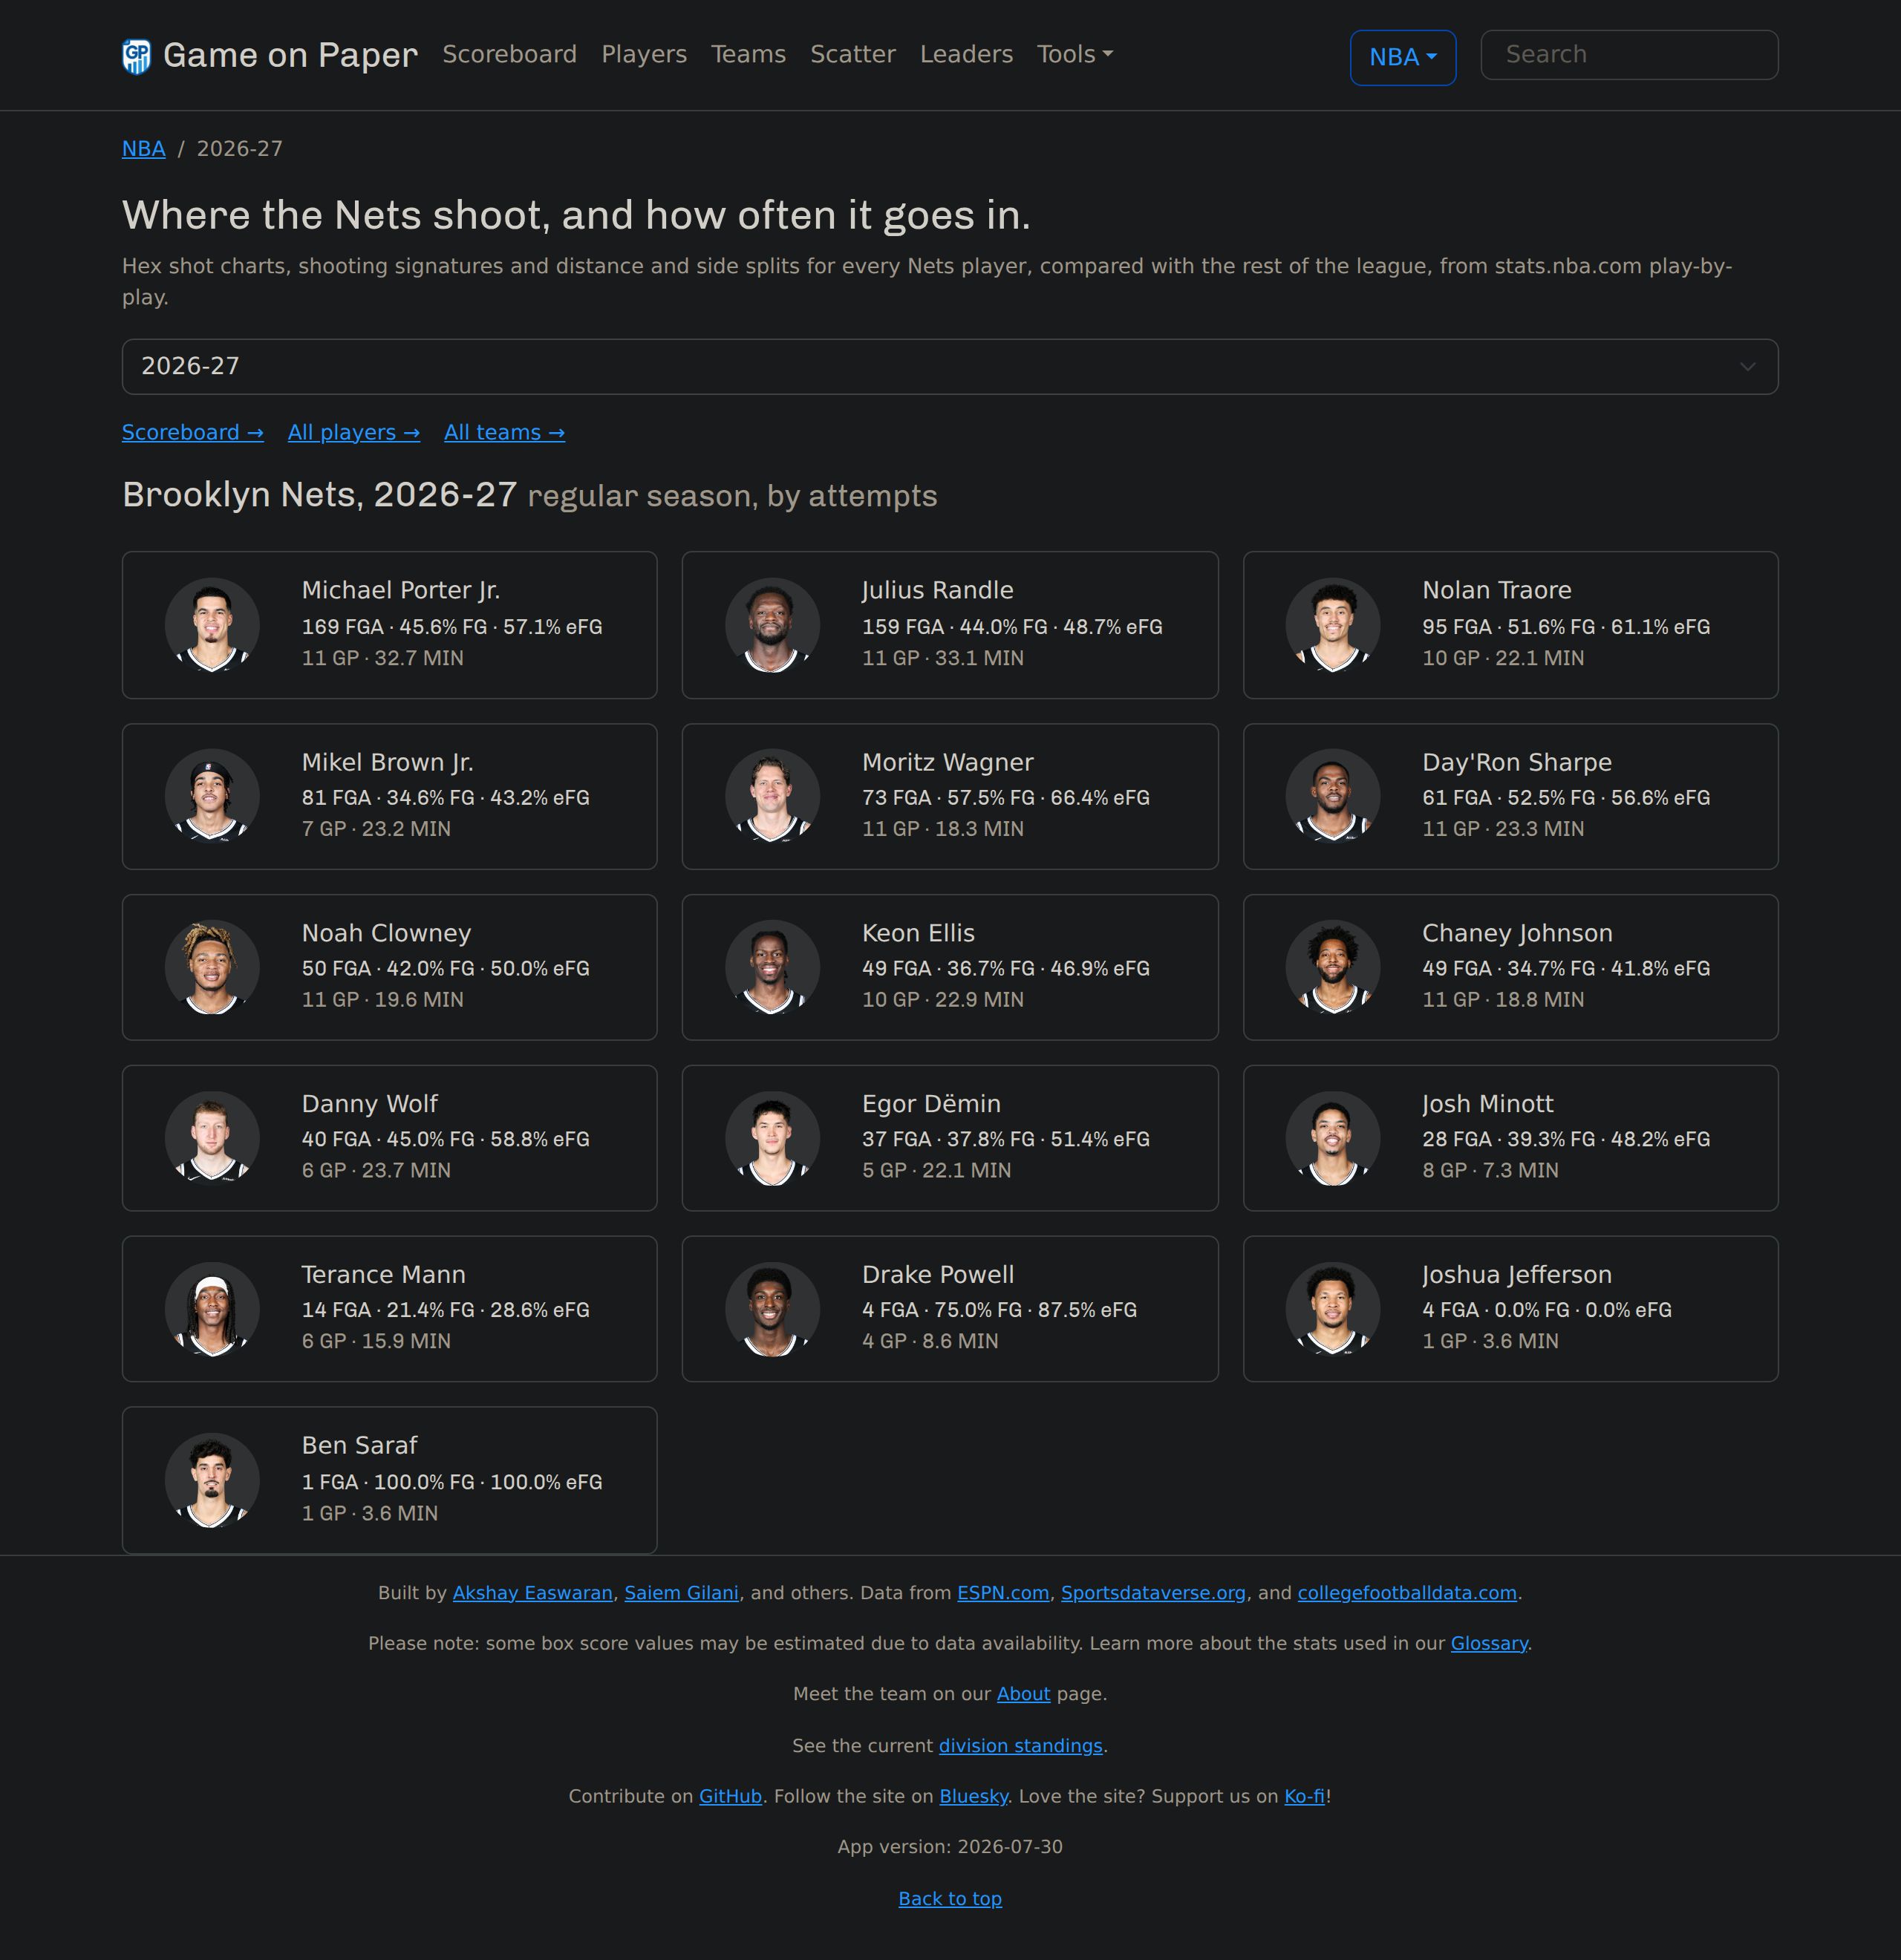 GP Game on Paper Scoreboard Players Teams Scatter Leaders Tools NBA Search
NBA / 2026-27
Where the Nets shoot, and how often it goes in.
Hex shot charts, shooting signatures and distance and side splits for every Nets player, compared with the rest of the league, from stats.nba.com play-by-
play.
2026-27
Scoreboard → All players → All teams →
Brooklyn Nets, 2026-27 regular season, by attempts
Michael Porter Jr.
169 FGA · 45.6% FG · 57.1% eFG
11 GP · 32.7 MIN
Julius Randle
159 FGA · 44.0% FG · 48.7% eFG
11 GP · 33.1 MIN
Nolan Traore
95 FGA · 51.6% FG · 61.1% eFG
10 GP · 22.1 MIN
Mikel Brown Jr.
81 FGA · 34.6% FG · 43.2% eFG
7 GP · 23.2 MIN
Moritz Wagner
73 FGA · 57.5% FG · 66.4% eFG
11 GP · 18.3 MIN
Day'Ron Sharpe
61 FGA · 52.5% FG · 56.6% eFG
11 GP · 23.3 MIN
Noah Clowney
50 FGA · 42.0% FG · 50.0% eFG
11 GP · 19.6 MIN
Keon Ellis
49 FGA · 36.7% FG · 46.9% eFG
10 GP · 22.9 MIN
Chaney Johnson
49 FGA · 34.7% FG · 41.8% eFG
11 GP · 18.8 MIN
Danny Wolf
40 FGA · 45.0% FG · 58.8% eFG
6 GP · 23.7 MIN
Egor Dëmin
37 FGA · 37.8% FG · 51.4% eFG
5 GP · 22.1 MIN
Josh Minott
28 FGA · 39.3% FG · 48.2% eFG
8 GP · 7.3 MIN
Terance Mann
14 FGA · 21.4% FG · 28.6% eFG
6 GP · 15.9 MIN
Drake Powell
4 FGA · 75.0% FG · 87.5% eFG
4 GP · 8.6 MIN
Joshua Jefferson
4 FGA · 0.0% FG · 0.0% eFG
1 GP · 3.6 MIN
Ben Saraf
1 FGA · 100.0% FG · 100.0% eFG
1 GP · 3.6 MIN
Built by Akshay Easwaran, Saiem Gilani, and others. Data from ESPN.com, Sportsdataverse.org, and collegefootballdata.com.
Please note: some box score values may be estimated due to data availability. Learn more about the stats used in our Glossary.
Meet the team on our About page.
See the current division standings.
Contribute on GitHub. Follow the site on Bluesky. Love the site? Support us on Ko-fi!
App version: 2026-07-30
Back to top